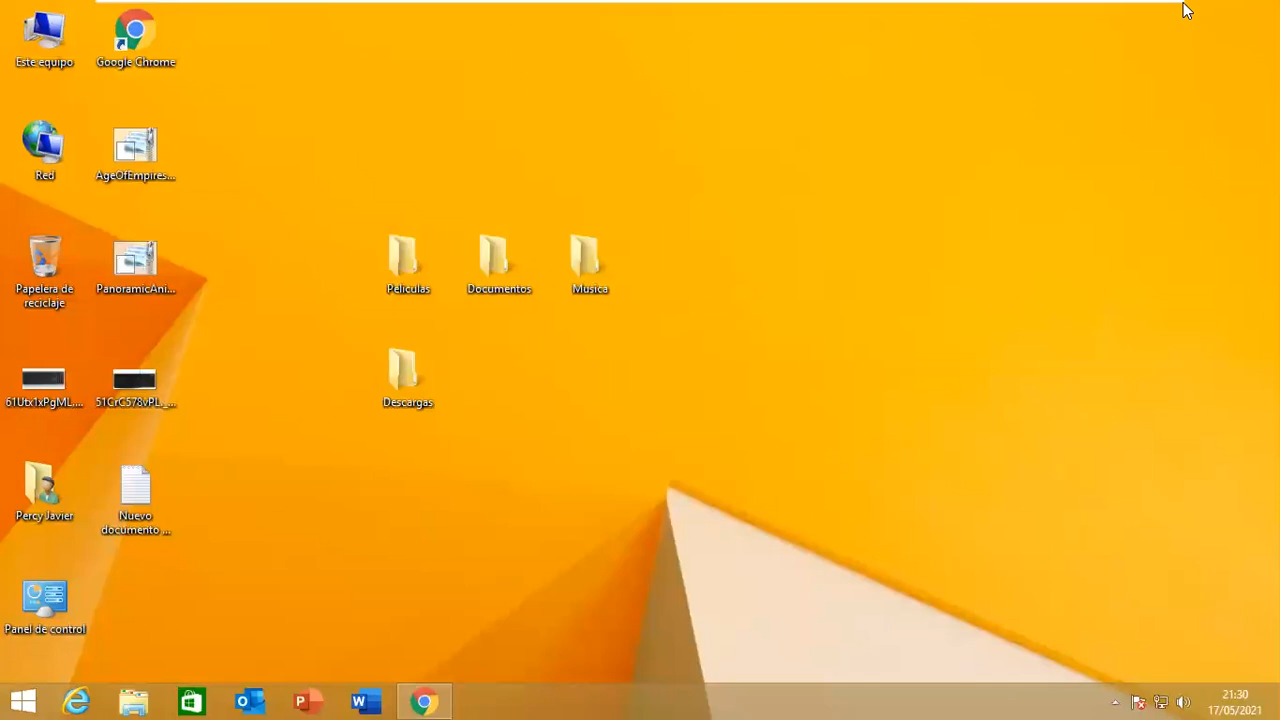 Este equipo
Google Chrome
Red
AgeOfEmpires...
Papelera de
reciclaje
PanoramicAni...
Películas
Documentos
Música
61Utx1xPgML....
51CrC578vPL._...
Descargas
Percy Javier
Nuevo
documento ...
Panel de control
21:30
17/05/2021